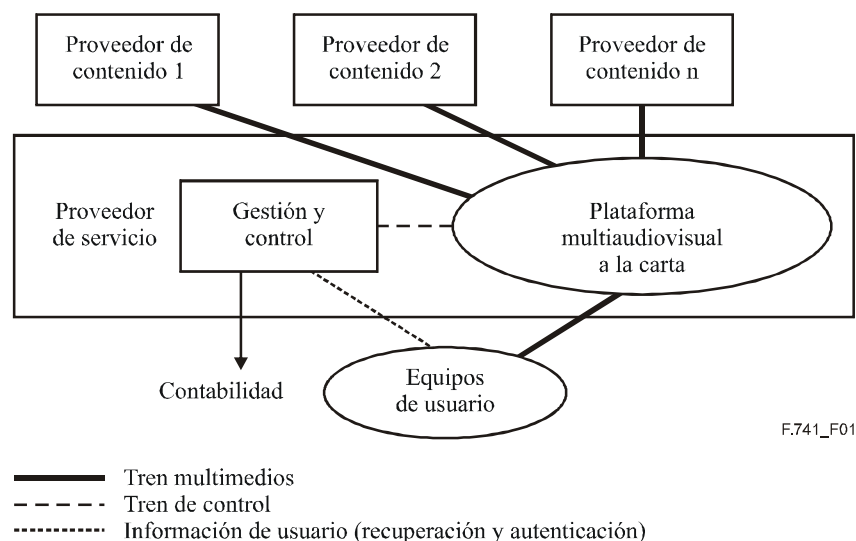 Proveedor de
contenido 1
Proveedor de
contenido 2
Proveedor de
contenido n
Proveedor
de servicio
Gestión y
control
Plataforma
multiaudiovisual
a la carta
Contabilidad
Equipos
de usuario
F.741_F01
Tren multimedios
Tren de control
Información de usuario (recuperación y autenticación)